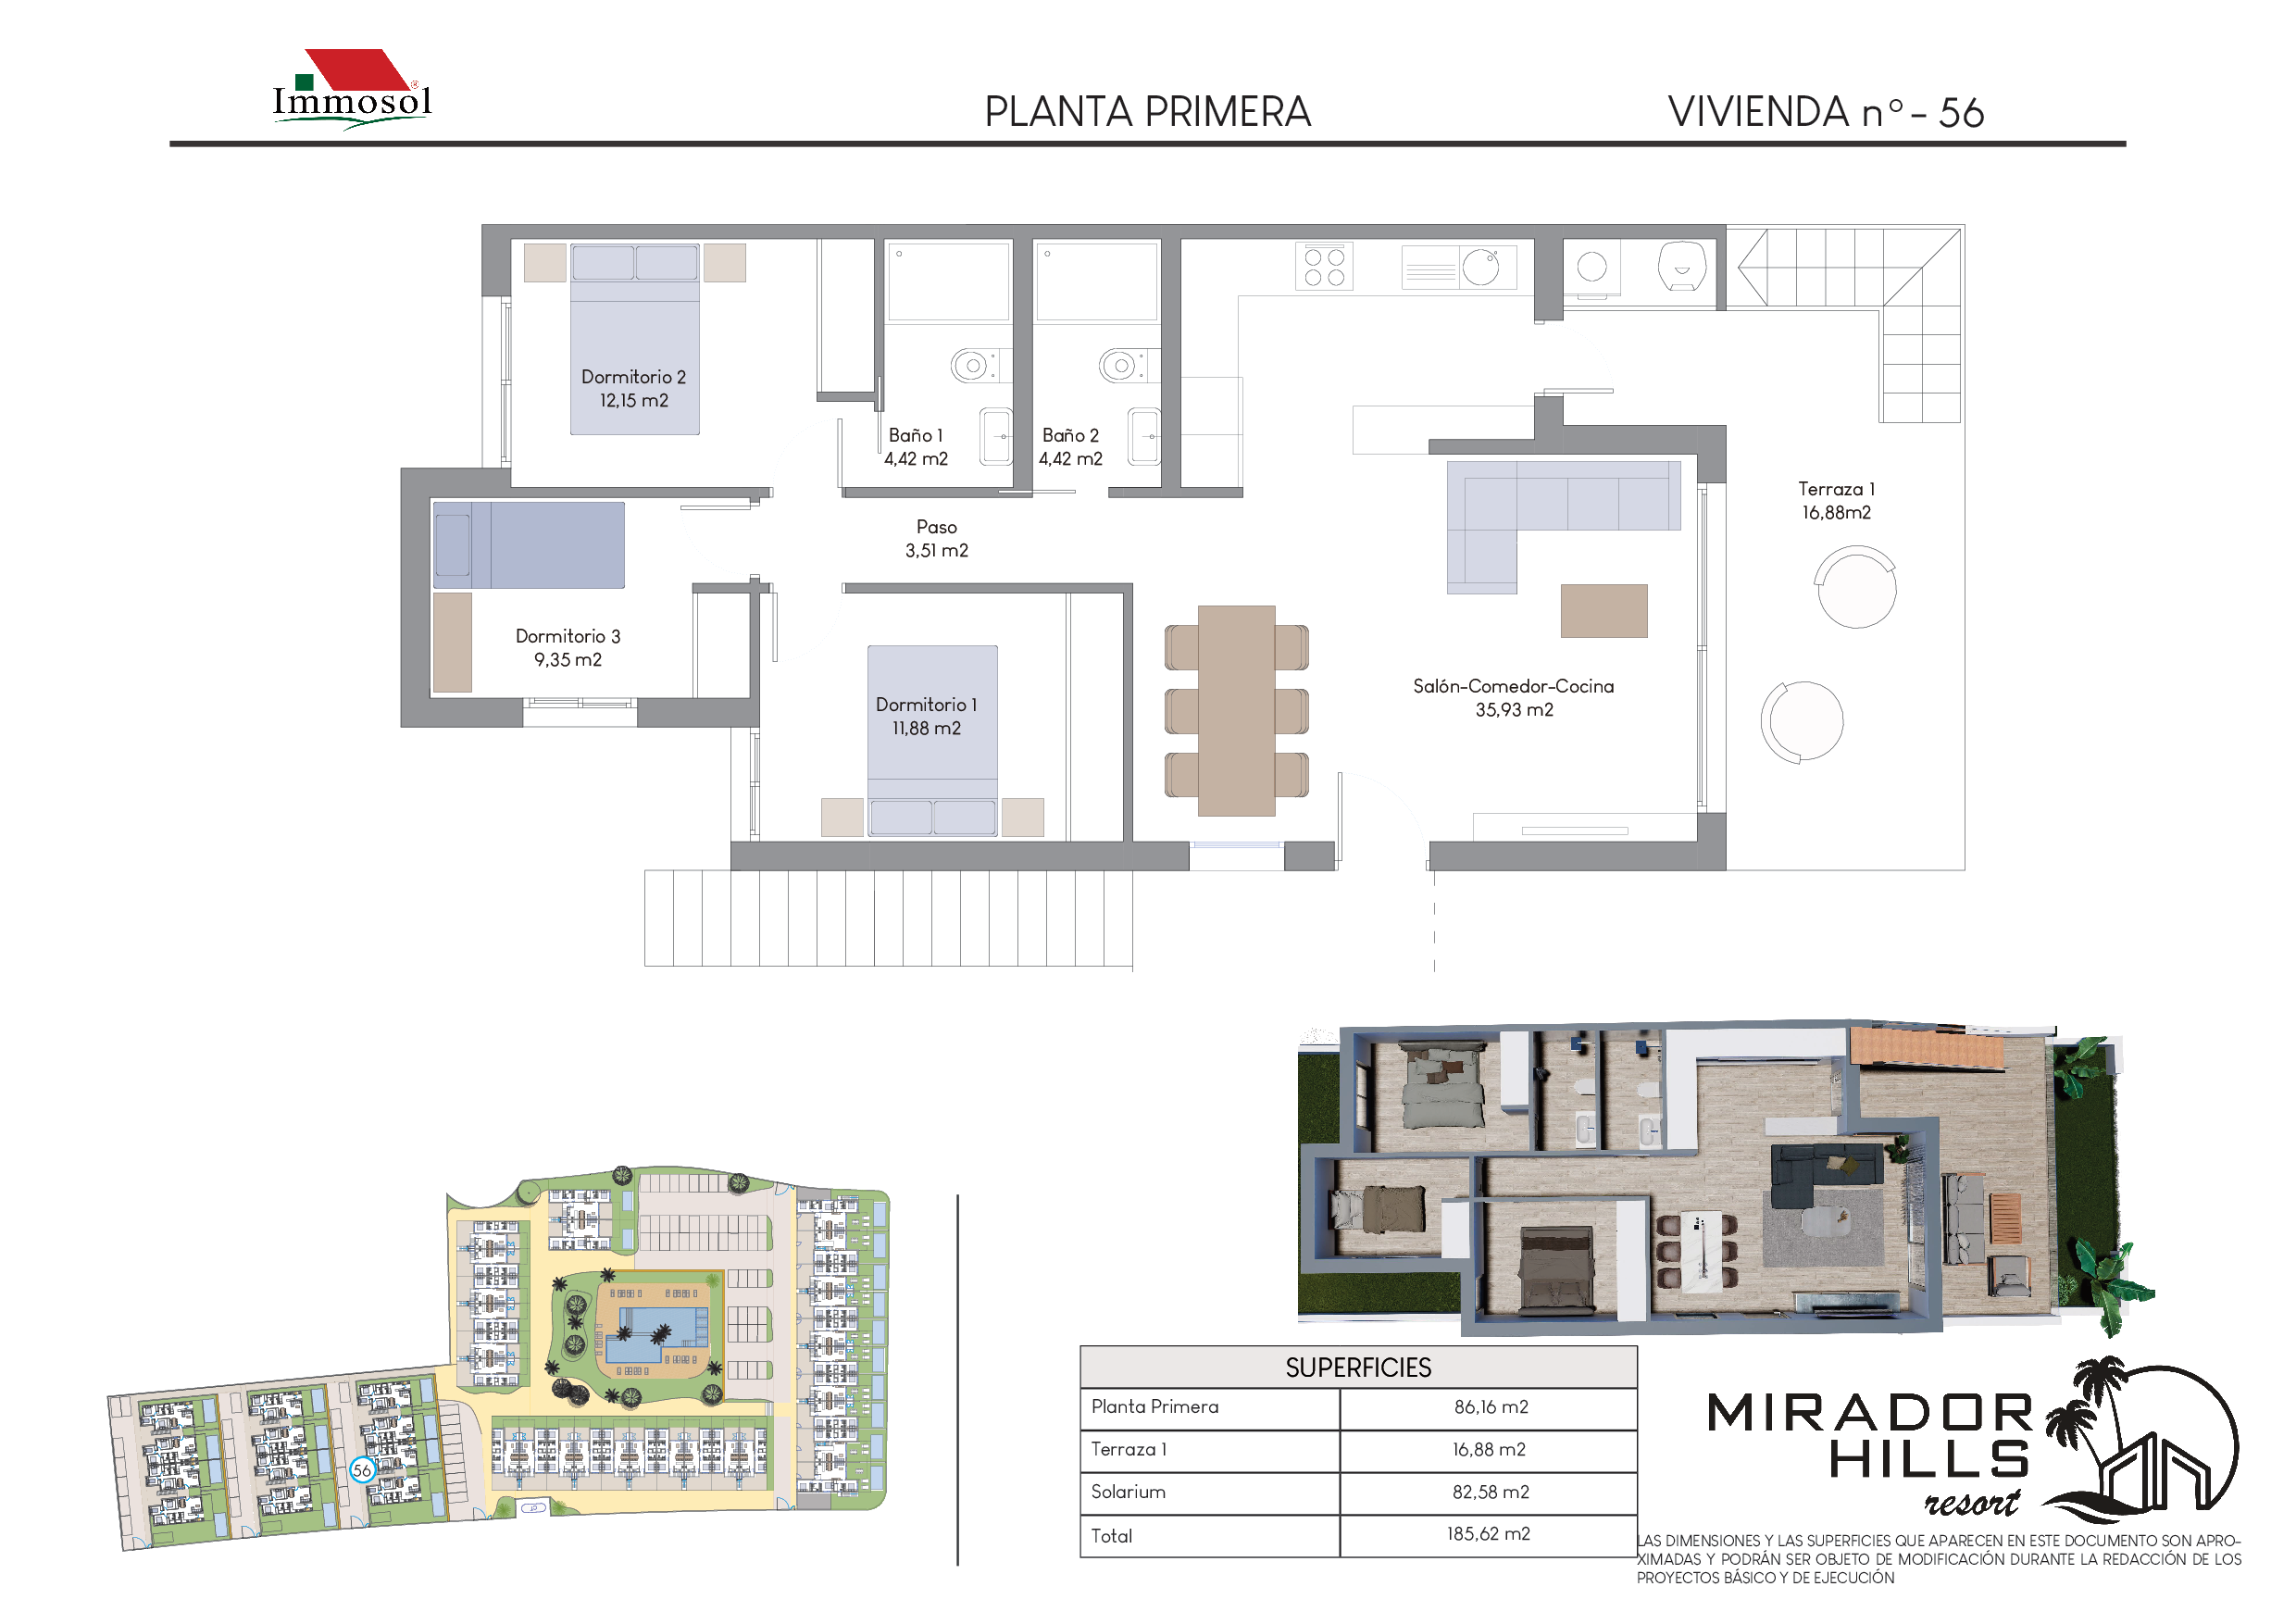 Immosol
PLANTA PRIMERA
VIVIENDA nº- 56
Dormitorio 2
12,15 m2
Baño 1
4,42 m2
Baño 2
4,42 m2
Terraza 1
16,88m2
Paso
3,51 m2
Dormitorio 3
9,35 m2
Dormitorio 1
11,88 m2
Salón-Comedor-Cocina
35,93 m2
56
SUPERFICIES
Planta Primera 86,16 m2
Terraza 1 16,88 m2
Solarium 82,58 m2
Total 185,62 m2
MIRADOR
HILLS
resort
LAS DIMENSIONES Y LAS SUPERFICIES QUE APARECEN EN ESTE DOCUMENTO SON APRO-
XIMADAS Y PODRÁN SER OBJETO DE MODIFICACIÓN DURANTE LA REDACCIÓN DE LOS
PROYECTOS BÁSICO Y DE EJECUCIÓN